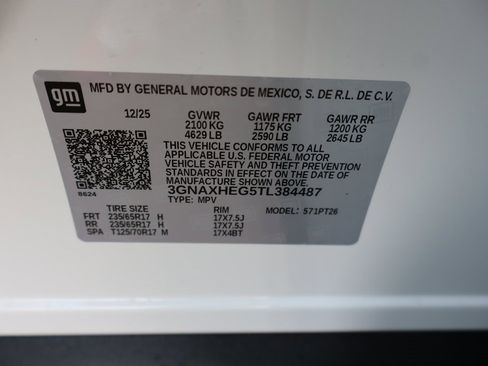 gm
MFD BY GENERAL MOTORS DE MEXICO, S. DE R.L. DE C.V.
12/25 GVWR GAWR FRT GAWR RR
2100 KG 1175 KG 1200 KG
4629 LB 2590 LB 2645 LB
THIS VEHICLE CONFORMS TO ALL
APPLICABLE U.S. FEDERAL MOTOR
VEHICLE SAFETY AND THEFT PREVENTION
STANDARDS IN EFFECT ON THE DATE OF
MANUFACTURE SHOWN ABOVE.
8624 3GNAXHEG5TL384487
TYPE: MPV
TIRE SIZE RIM MODEL: 571PT26
FRT 235/65R17 H 17X7.5J
RR 235/65R17 H 17X7.5J
SPA T125/70R17 M 17X4BT